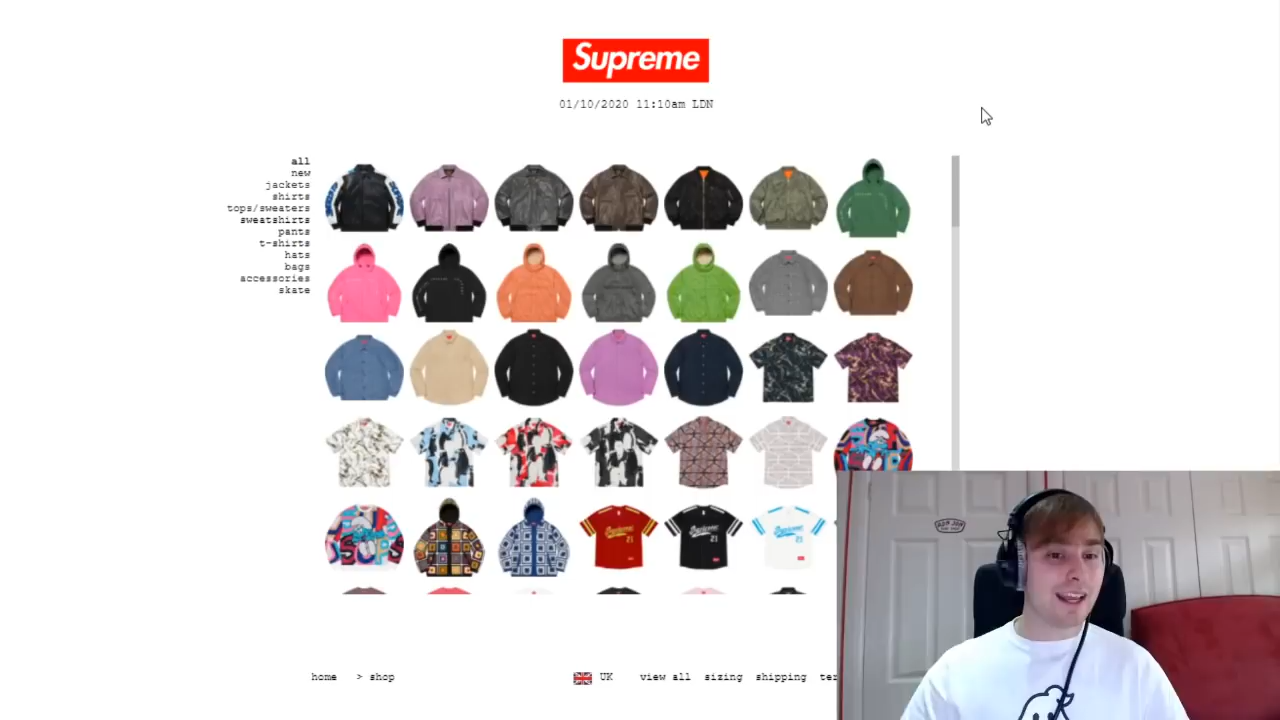 Supreme
01/10/2020 11:10am LDN
all
new
jackets
shirts
tops/sweaters
sweatshirts
pants
t-shirts
hats
bags
accessories
skate
home > shop
UK view all sizing shipping